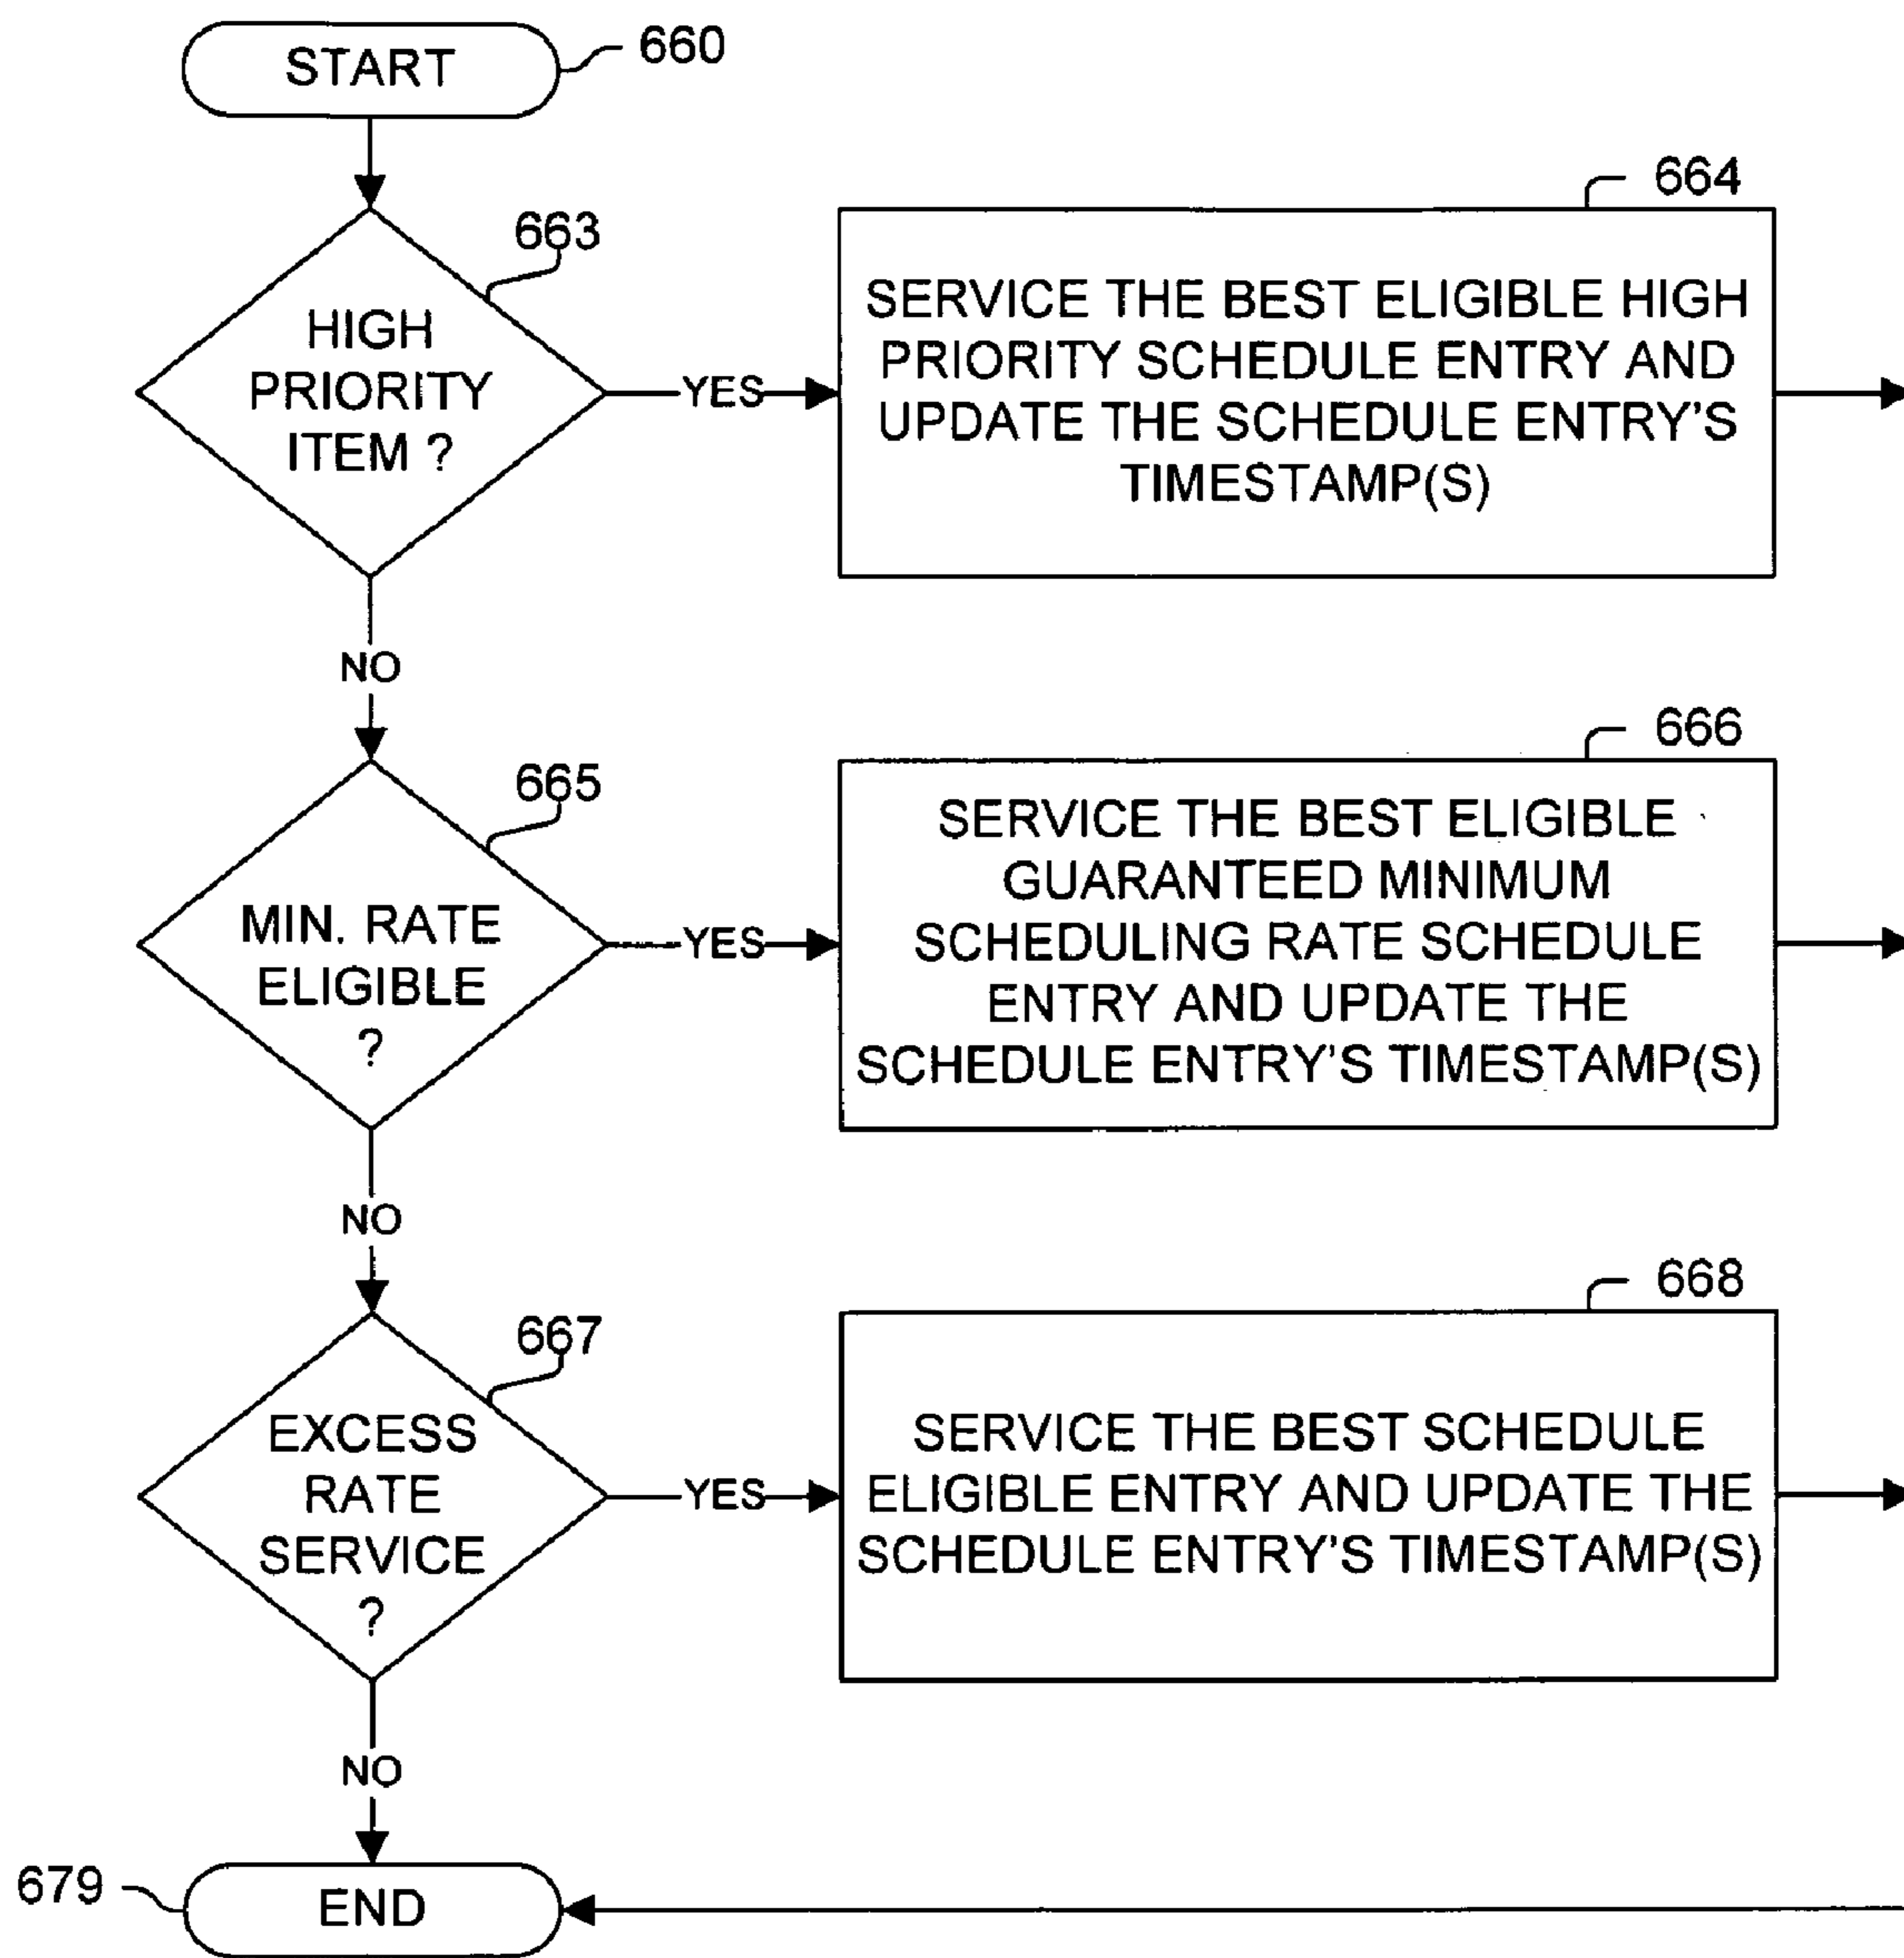 START
660
663
HIGH
PRIORITY
ITEM ?
YES
664
SERVICE THE BEST ELIGIBLE HIGH
PRIORITY SCHEDULE ENTRY AND
UPDATE THE SCHEDULE ENTRY'S
TIMESTAMP(S)
NO
665
MIN. RATE
ELIGIBLE
?
YES
666
SERVICE THE BEST ELIGIBLE
GUARANTEED MINIMUM
SCHEDULING RATE SCHEDULE
ENTRY AND UPDATE THE
SCHEDULE ENTRY'S TIMESTAMP(S)
NO
667
EXCESS
RATE
SERVICE
?
YES
668
SERVICE THE BEST SCHEDULE
ELIGIBLE ENTRY AND UPDATE THE
SCHEDULE ENTRY'S TIMESTAMP(S)
NO
679
END